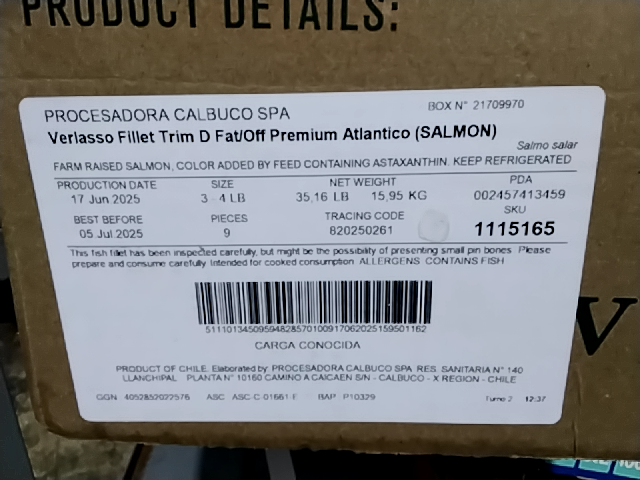 PRODUCT DETAILS:
PROCESADORA CALBUCO SPA
BOX N° 21709970
Verlasso Fillet Trim D Fat/Off Premium Atlantico (SALMON)
Salmo salar
FARM RAISED SALMON, COLOR ADDED BY FEED CONTAINING ASTAXANTHIN. KEEP REFRIGERATED
PRODUCTION DATE SIZE NET WEIGHT PDA
17 Jun 2025 3 - 4 LB 35,16 LB 15,95 KG 002457413459
BEST BEFORE PIECES TRACING CODE SKU
05 Jul 2025 9 820250261 1115165
This fish fillet has been inspected carefully, but might be the possibility of presenting small pin bones. Please
prepare and consume carefully. Intended for cooked consumption. ALLERGENS: CONTAINS FISH
51110134509594828570100917062025159501162
CARGA CONOCIDA
PRODUCT OF CHILE. Elaborated by: PROCESADORA CALBUCO SPA RES. SANITARIA N° 140
LLANCHIPAL PLANTA N° 10160 CAMINO A CAICAEN S/N - CALBUCO - X REGION - CHILE
GGN 4052852022576 ASC ASC-C-01661-F BAP P10329 Turno 2 12:37
V